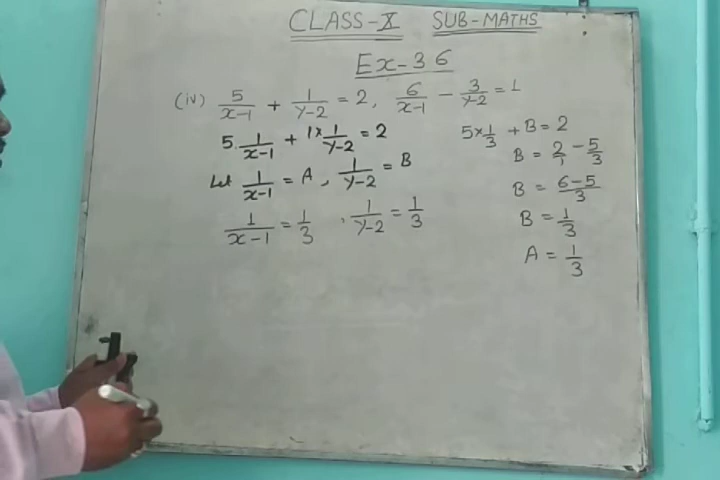 CLASS-X SUB-MATHS
Ex-36
(iv) 5/(x-1) + 1/(y-2) = 2, 6/(x-1) - 3/(y-2) = 1
5. 1/(x-1) + 1 × 1/(y-2) = 2
Let 1/(x-1) = A, 1/(y-2) = B
1/(x-1) = 1/3, 1/(y-2) = 1/3
5 × 1/3 + B = 2
B = 2/1 - 5/3
B = (6-5)/3
B = 1/3
A = 1/3